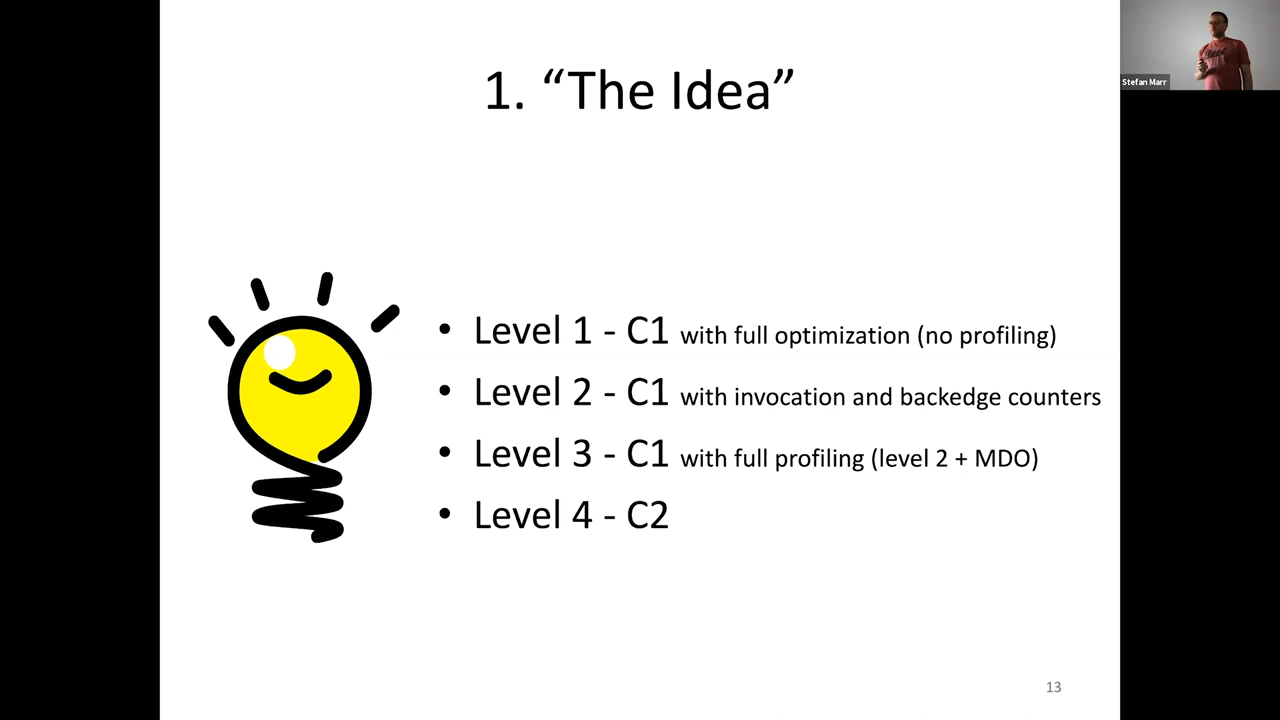 1. “The Idea”
Stefan Marr
• Level 1 - C1 with full optimization (no profiling)
• Level 2 - C1 with invocation and backedge counters
• Level 3 - C1 with full profiling (level 2 + MDO)
• Level 4 - C2
13